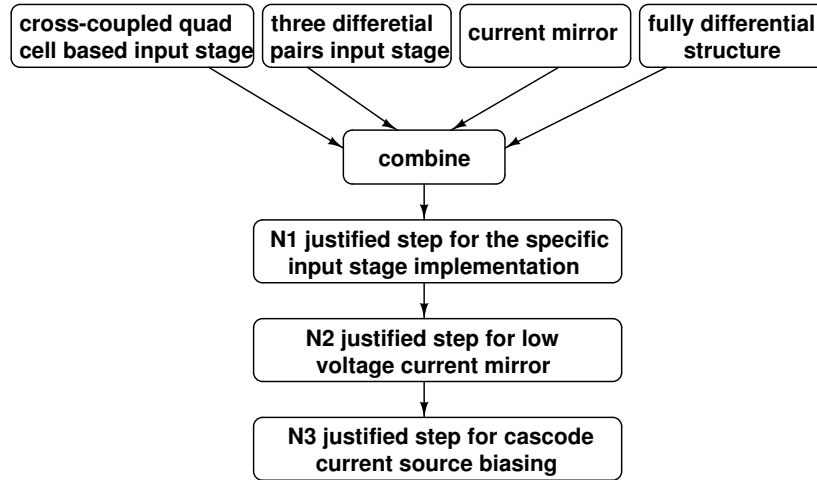 cross-coupled quad
cell based input stage
three differetial
pairs input stage
current mirror
fully differential
structure
combine
N1 justified step for the specific
input stage implementation
N2 justified step for low
voltage current mirror
N3 justified step for cascode
current source biasing